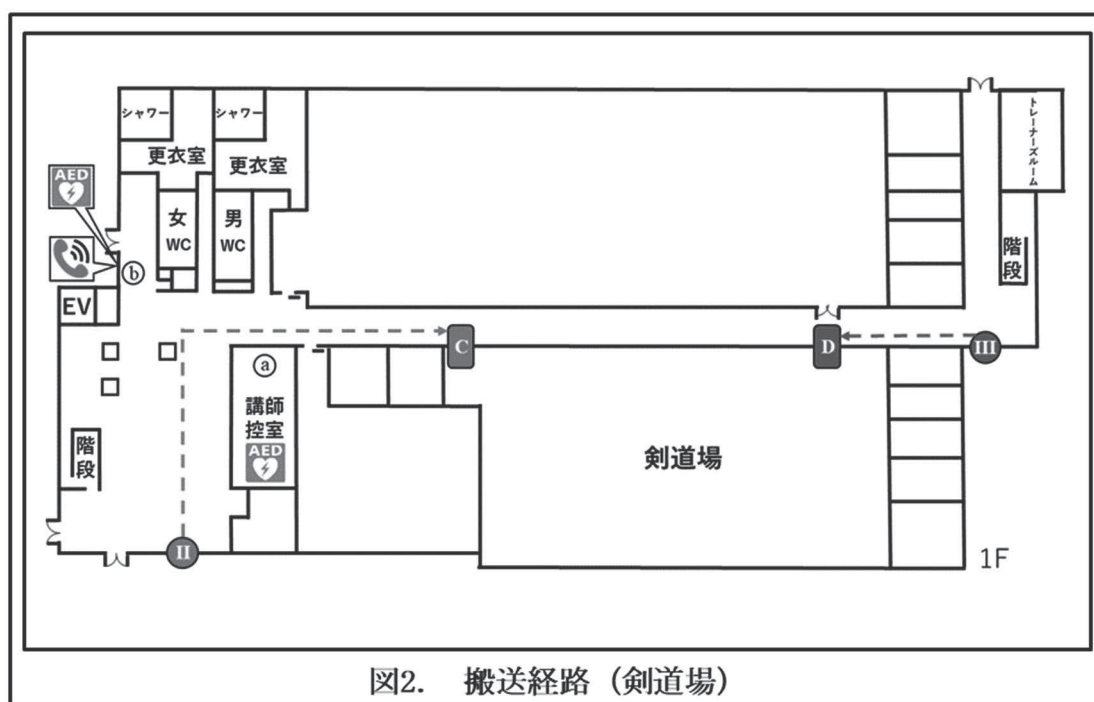 シャワー
シャワー
更衣室
更衣室
トレーナーズルーム
AED
女
WC
男
WC
階段
ⓑ
EV
C
D
III
ⓐ
講師
控室
AED
階段
剣道場
II
1F
図2. 搬送経路（剣道場）